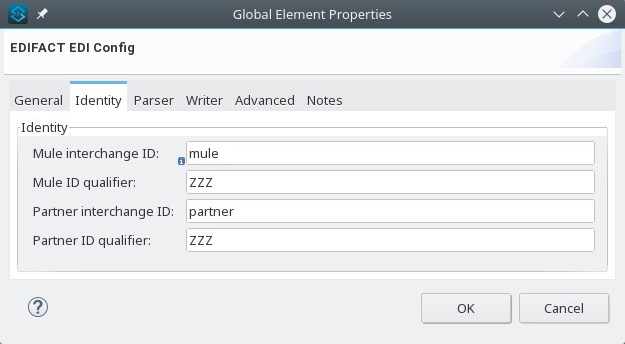 Global Element Properties
EDIFACT EDI Config
General Identity Parser Writer Advanced Notes
Identity
Mule interchange ID: mule
Mule ID qualifier: ZZZ
Partner interchange ID: partner
Partner ID qualifier: ZZZ
? OK Cancel